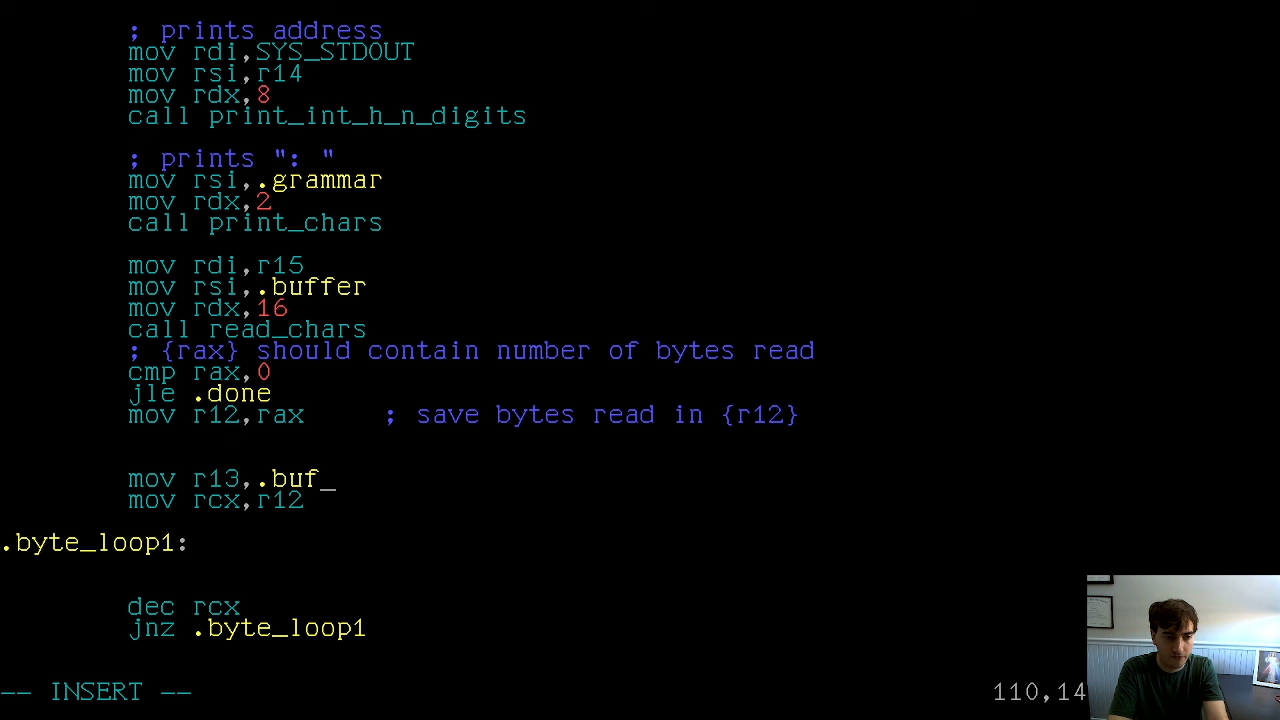 ; prints address
mov rdi,SYS_STDOUT
mov rsi,r14
mov rdx,8
call print_int_h_n_digits
; prints ": "
mov rsi,.grammar
mov rdx,2
call print_chars
mov rdi,r15
mov rsi,.buffer
mov rdx,16
call read_chars
; {rax} should contain number of bytes read
cmp rax,0
jle .done
mov r12,rax ; save bytes read in {r12}
mov r13,.buf_
mov rcx,r12
.byte_loop1:
dec rcx
jnz .byte_loop1
-- INSERT -- 110,14